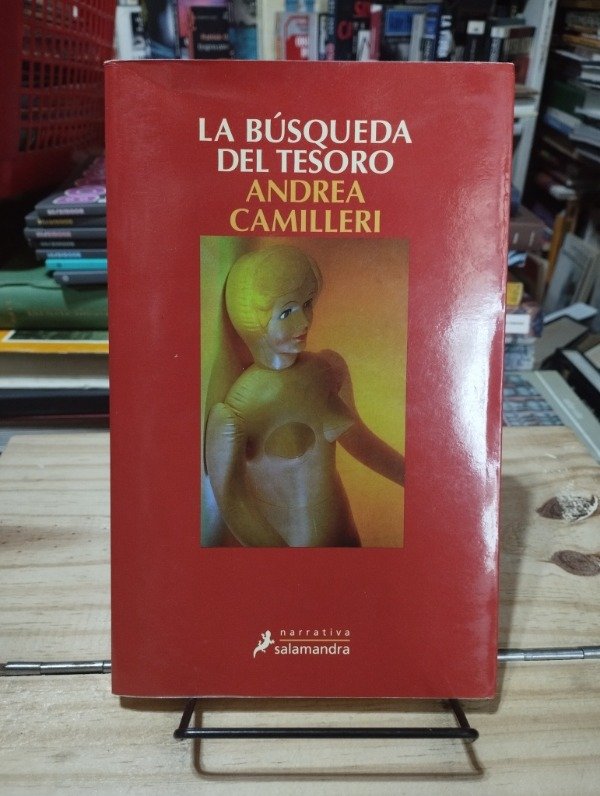 LA BÚSQUEDA
DEL TESORO
ANDREA
CAMILLERI
narrativa
salamandra